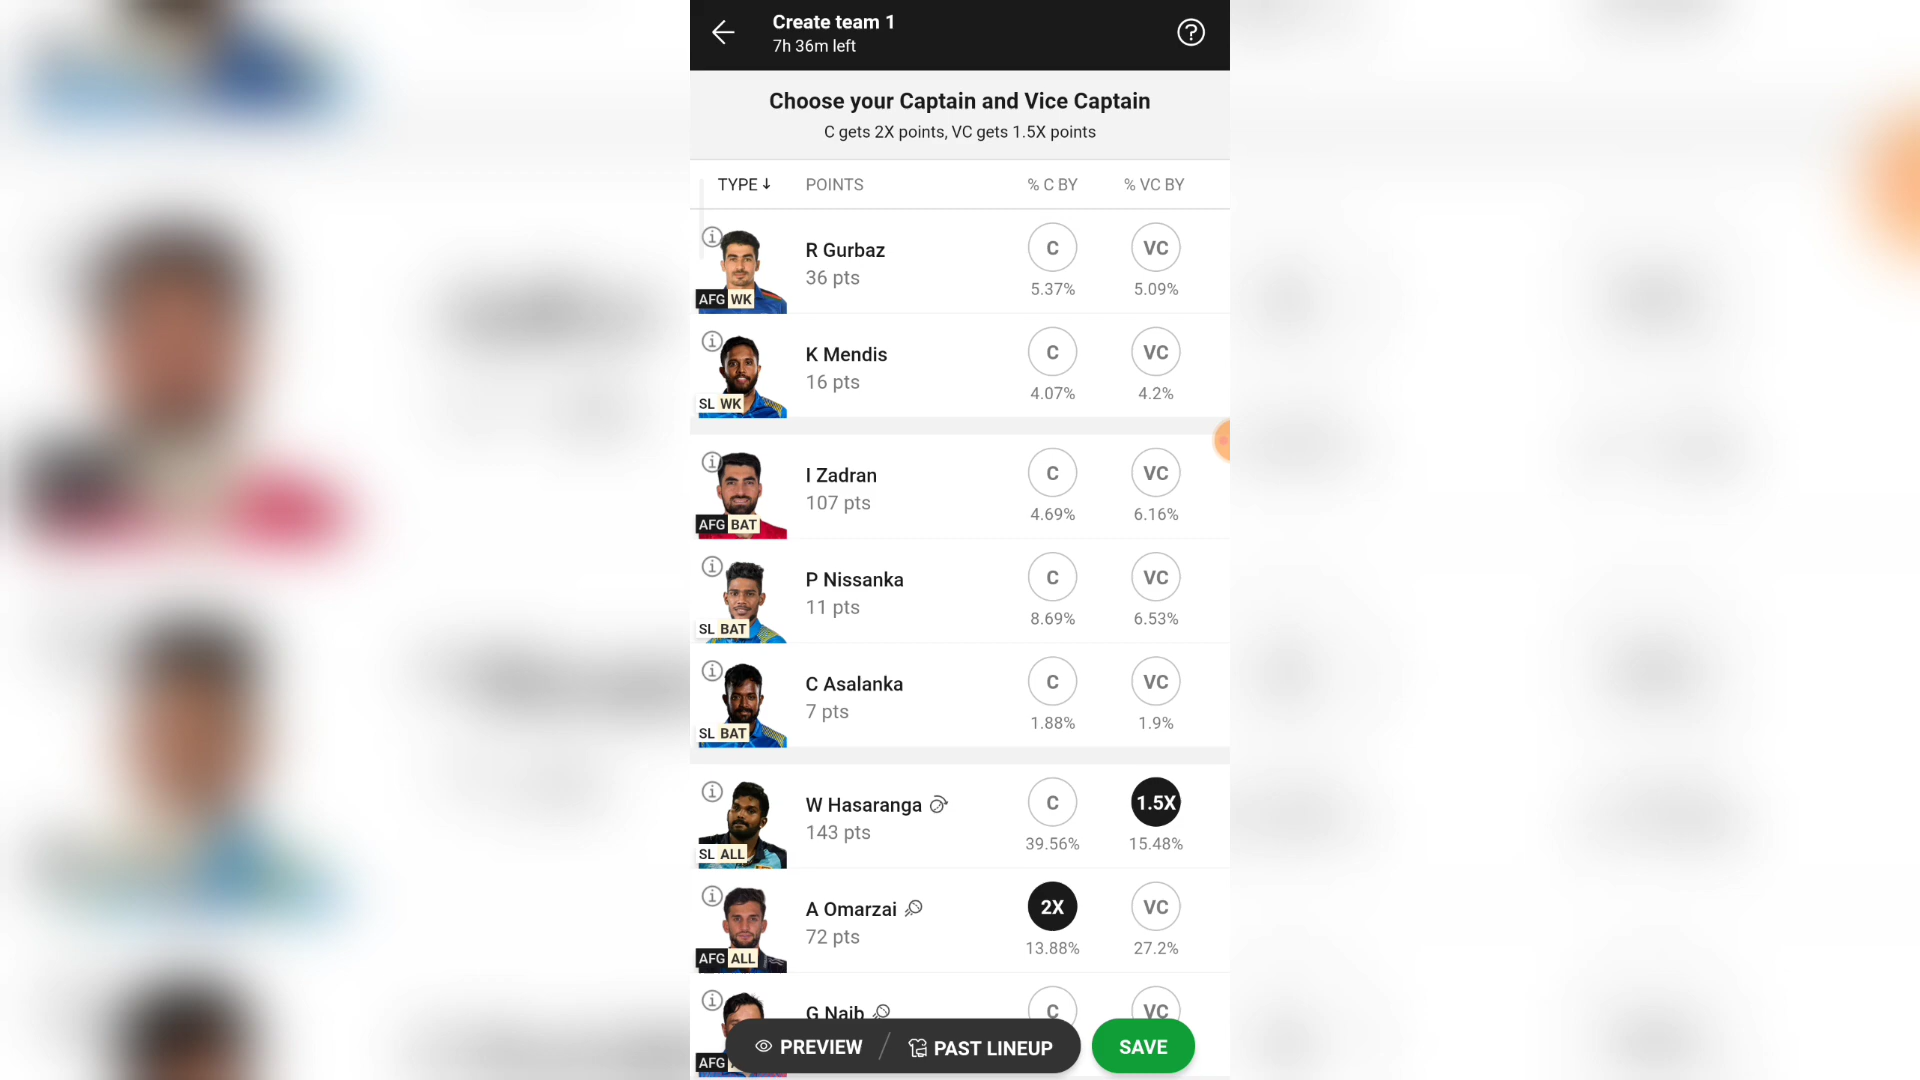 Create team 1
7h 36m left
Choose your Captain and Vice Captain
C gets 2X points, VC gets 1.5X points
TYPE↓ POINTS % C BY % VC BY
R Gurbaz C VC
36 pts 5.37% 5.09%
AFG WK
K Mendis C VC
16 pts 4.07% 4.2%
SL WK
I Zadran C VC
107 pts 4.69% 6.16%
AFG BAT
P Nissanka C VC
11 pts 8.69% 6.53%
SL BAT
C Asalanka C VC
7 pts 1.88% 1.9%
SL BAT
W Hasaranga C 1.5X
143 pts 39.56% 15.48%
SL ALL
A Omarzai 2X VC
72 pts 13.88% 27.2%
AFG ALL
G Naib C VC
PREVIEW PAST LINEUP SAVE
AFG